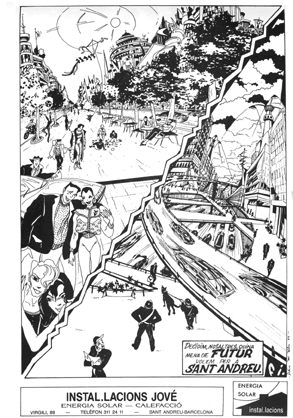 DECIDIM, NOSALTRES, QUINA
MENA DE FUTUR
VOLEM PER A
SANT ANDREU.
INSTAL.LACIONS JOVÉ
ENERGIA SOLAR — CALEFACCIÓ
VIRGILI, 89 — TELÈFON 311 24 11 — SANT ANDREU-BARCELONA
ENERGIA
SOLAR
instal.lacions